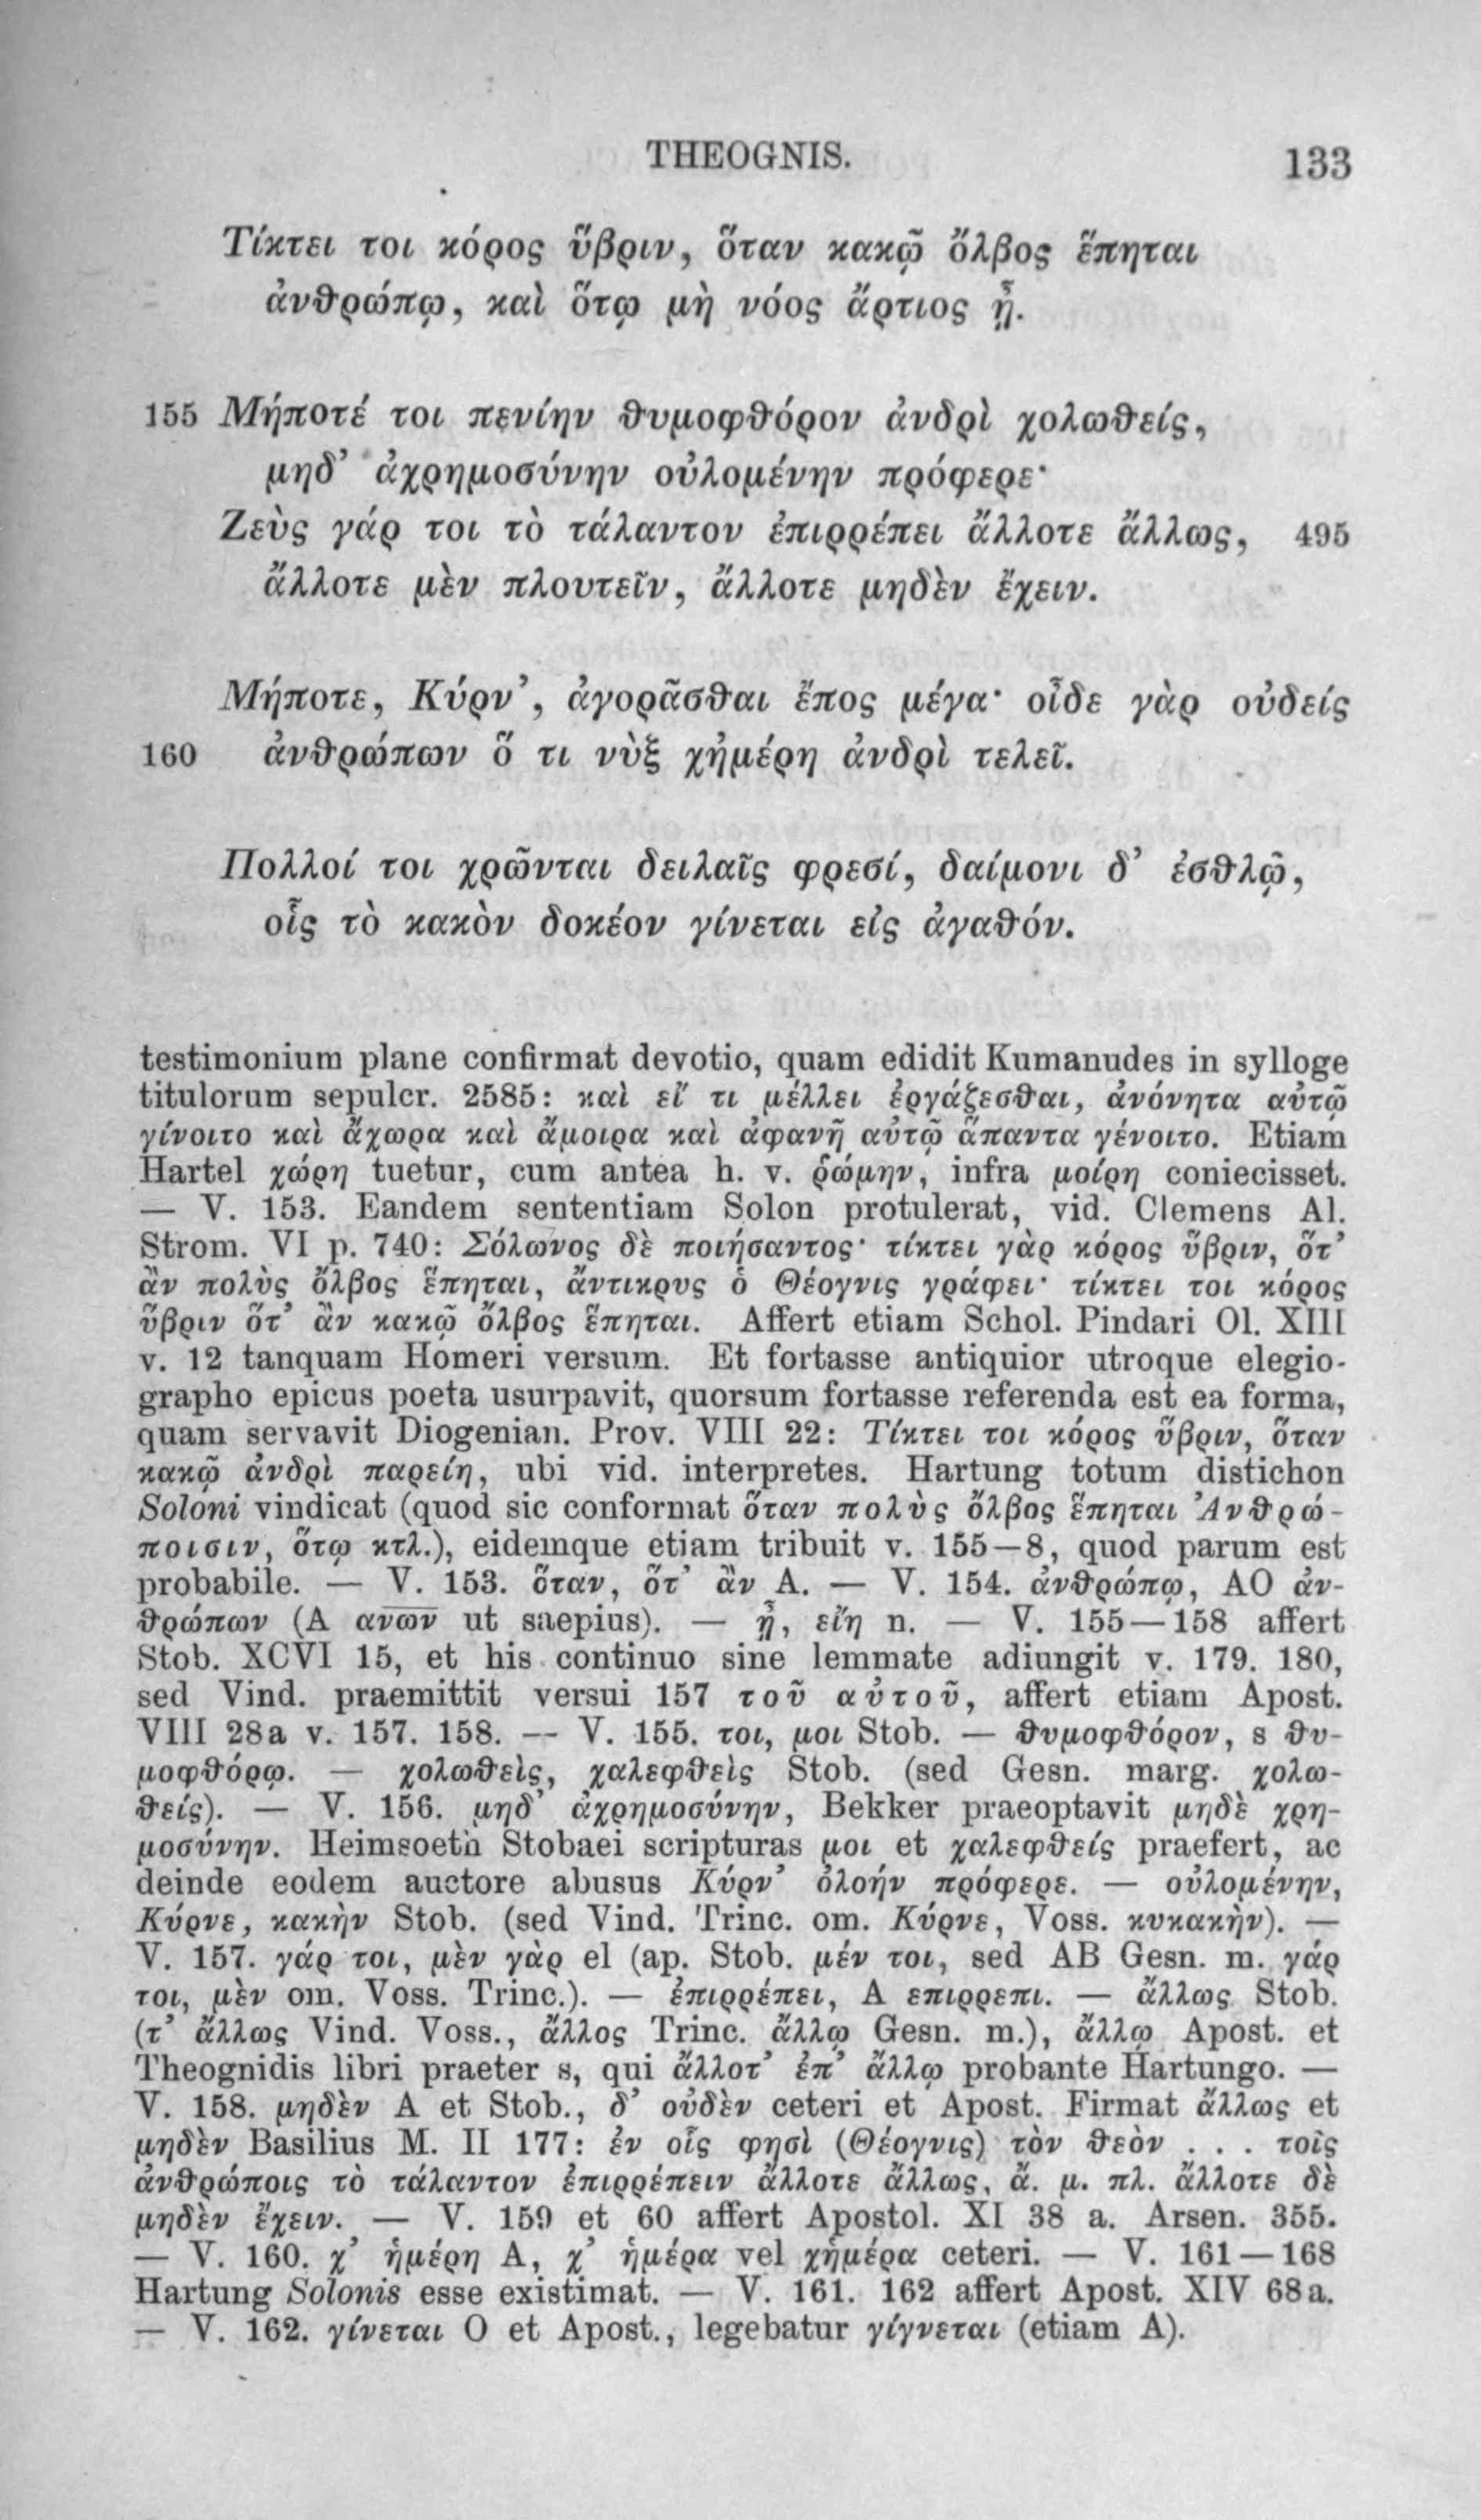 THEOGNIS. 133
Τίκτει τοι κόρος ὕβριν, ὅταν κακῷ ὄλβος ἕπηται
ἀνθρώπῳ, καὶ ὅτῳ μὴ νόος ἄρτιος ᾖ.
155 Μήποτέ τοι πενίην θυμοφθόρον ἀνδρὶ χολωθείς,
μηδ’ ἀχρημοσύνην οὐλομένην πρόφερε·
Ζεὺς γάρ τοι τὸ τάλαντον ἐπιρρέπει ἄλλοτε ἄλλως, 495
ἄλλοτε μὲν πλουτεῖν, ἄλλοτε μηδὲν ἔχειν.
Μήποτε, Κύρν’, ἀγορᾶσθαι ἔπος μέγα· οἶδε γὰρ οὐδείς
160 ἀνθρώπων ὅ τι νὺξ χἠμέρη ἀνδρὶ τελεῖ.
Πολλοί τοι χρῶνται δειλαῖς φρεσί, δαίμονι δ’ ἐσθλῷ,
οἷς τὸ κακὸν δοκέον γίνεται εἰς ἀγαθόν.
testimonium plane confirmat devotio, quam edidit Kumanudes in sylloge
titulorum sepulcr. 2585: καὶ εἴ τι μέλλει ἐργάζεσθαι, ἀνόνητα αὐτῷ
γίνοιτο καὶ ἄχωρα καὶ ἄμοιρα καὶ ἀφανῆ αὐτῷ ἅπαντα γένοιτο. Etiam
Hartel χώρη tuetur, cum antea h. v. ῥώμην, infra μοίρη coniecisset.
— V. 153. Eandem sententiam Solon protulerat, vid. Clemens Al.
Strom. VI p. 740: Σόλωνος δὲ ποιήσαντος· τίκτει γὰρ κόρος ὕβριν, ὅτ’
ἂν πολὺς ὄλβος ἕπηται, ἄντικρυς ὁ Θέογνις γράφει· τίκτει τοι κόρος
ὕβριν ὅτ’ ἂν κακῷ ὄλβος ἕπηται. Affert etiam Schol. Pindari Ol. XIII
v. 12 tanquam Homeri versum. Et fortasse antiquior utroque elegio-
grapho epicus poeta usurpavit, quorsum fortasse referenda est ea forma,
quam servavit Diogenian. Prov. VIII 22: Τίκτει τοι κόρος ὕβριν, ὅταν
κακῷ ἀνδρὶ παρείη, ubi vid. interpretes. Hartung totum distichon
Soloni vindicat (quod sic conformat ὅταν πολὺς ὄλβος ἕπηται Ἀνθρώ-
ποισιν, ὅτῳ κτλ.), eidemque etiam tribuit v. 155—8, quod parum est
probabile. — V. 153. ὅταν, ὅτ’ ἂν A. — V. 154. ἀνθρώπῳ, AO ἀν-
θρώπων (A ανων ut saepius). — ᾖ, εἴη n. — V. 155—158 affert
Stob. XCVI 15, et his continuo sine lemmate adiungit v. 179. 180,
sed Vind. praemittit versui 157 τοῦ αὐτοῦ, affert etiam Apost.
VIII 28a v. 157. 158. — V. 155. τοι, μοι Stob. — θυμοφθόρον, s θυ-
μοφθόρῳ. — χολωθεὶς, χαλεφθεὶς Stob. (sed Gesn. marg. χολω-
θείς). — V. 156. μηδ’ ἀχρημοσύνην, Bekker praeoptavit μηδὲ χρη-
μοσύνην. Heimsoeth Stobaei scripturas μοι et χαλεφθείς praefert, ac
deinde eodem auctore abusus Κύρν’ ὀλοήν πρόφερε. — οὐλομένην,
Κύρνε, κακὴν Stob. (sed Vind. Trinc. om. Κύρνε, Voss. κυκακὴν). —
V. 157. γάρ τοι, μὲν γὰρ el (ap. Stob. μέν τοι, sed AB Gesn. m. γάρ
τοι, μὲν om. Voss. Trinc.). — ἐπιρρέπει, A επιρρεπι. — ἄλλως Stob.
(τ’ ἄλλως Vind. Voss., ἄλλος Trinc. ἄλλῳ Gesn. m.), ἄλλῳ Apost. et
Theognidis libri praeter s, qui ἄλλοτ’ ἐπ’ ἄλλῳ probante Hartungo. —
V. 158. μηδὲν A et Stob., δ’ οὐδὲν ceteri et Apost. Firmat ἄλλως et
μηδὲν Basilius M. II 177: ἐν οἷς φησὶ (Θέογνις) τὸν θεὸν . . . τοῖς
ἀνθρώποις τὸ τάλαντον ἐπιρρέπειν ἄλλοτε ἄλλως, ἄ. μ. πλ. ἄλλοτε δὲ
μηδὲν ἔχειν. — V. 159 et 60 affert Apostol. XI 38 a. Arsen. 355.
— V. 160. χ’ ἡμέρη A, χ’ ἡμέρα vel χἠμέρα ceteri. — V. 161—168
Hartung Solonis esse existimat. — V. 161. 162 affert Apost. XIV 68a.
— V. 162. γίνεται O et Apost., legebatur γίγνεται (etiam A).